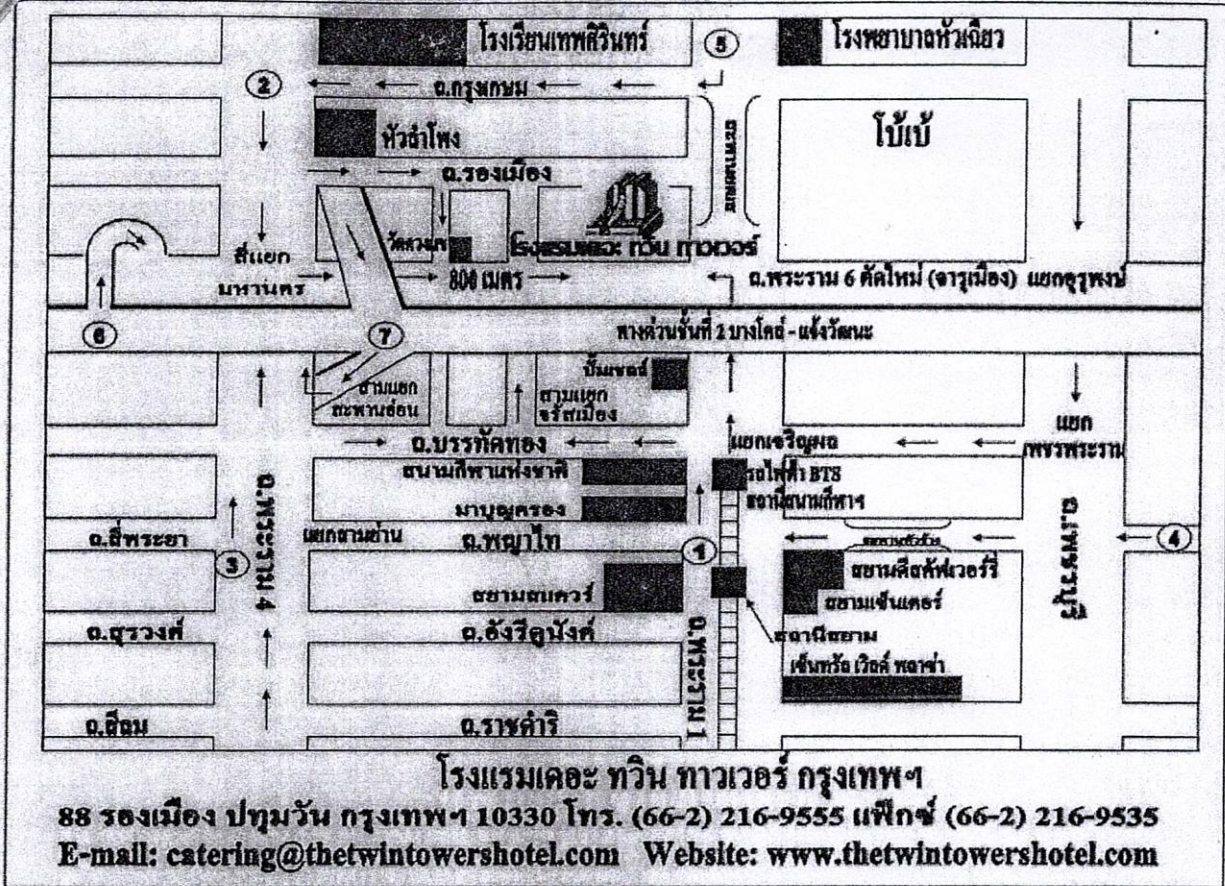 โรงเรียนเทพศิรินทร์
5
โรงพยาบาลหัวเฉียว
2
ถ.กรุงเกษม
หัวลำโพง
โบ๊เบ๊
ถ.รองเมือง
โรงแรมเดอะ ทวิน ทาวเวอร์
สี่แยก
มหานคร
800 เมตร
ถ.พระราม 6 ตัดใหม่ (จารุเมือง) แยกอุรุพงษ์
6
7
ทางด่วนขั้นที่ 2 บางโคล่ - แจ้งวัฒนะ
ปั๊มเชลล์
สามแยก
สะพานอ่อน
สามแยก
จรัสเมือง
ถ.บรรทัดทอง
แยกเจริญผล
แยก
เพชรพระราม
สนามกีฬาแห่งชาติ
รถไฟฟ้า BTS
สถานีสนามกีฬาฯ
มาบุญครอง
ถ.พระราม 4
ถ.สี่พระยา
แยกสามย่าน
ถ.พญาไท
3
1
4
ถ.เพชรบุรี
สยามสแควร์
สยามดิสคัฟเวอร์รี่
สยามเซ็นเตอร์
ถ.สุรวงศ์
ถ.อังรีดูนังค์
สถานีสยาม
ถ.พระราม 1
เซ็นทรัล เวิลด์ พลาซ่า
ถ.สีลม
ถ.ราชดำริ
โรงแรมเดอะ ทวิน ทาวเวอร์ กรุงเทพฯ
88 รองเมือง ปทุมวัน กรุงเทพฯ 10330 โทร. (66-2) 216-9555 แฟ็กซ์ (66-2) 216-9535
E-mail: catering@thetwintowershotel.com Website: www.thetwintowershotel.com